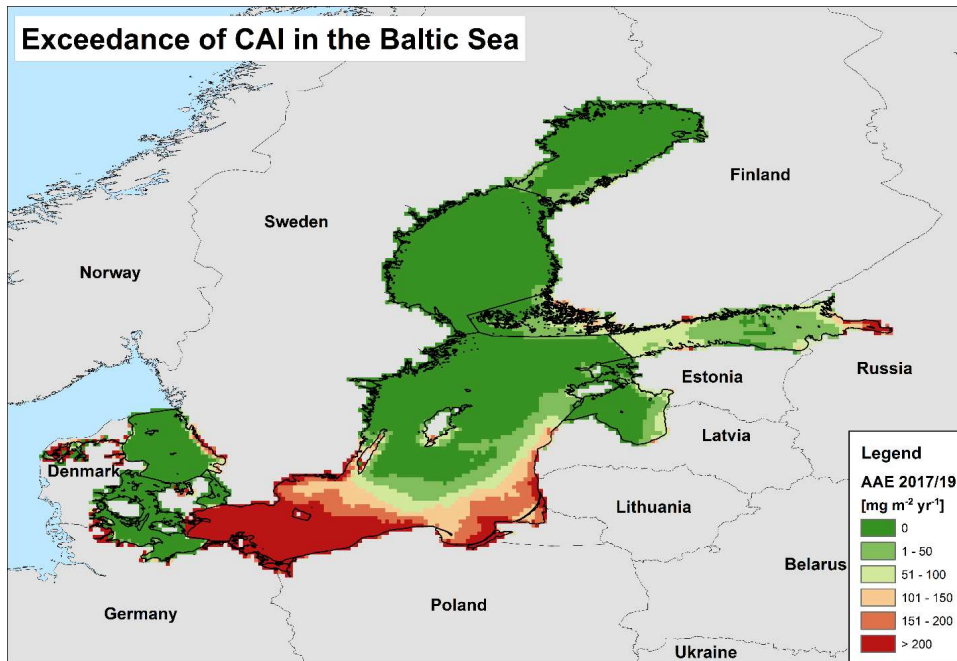 Exceedance of CAI in the Baltic Sea
Finland
Sweden
Norway
Russia
Estonia
Latvia
Denmark
Lithuania
Belarus
Germany
Poland
Ukraine
Legend
AAE 2017/19
[mg m⁻² yr⁻¹]
0
1 - 50
51 - 100
101 - 150
151 - 200
> 200